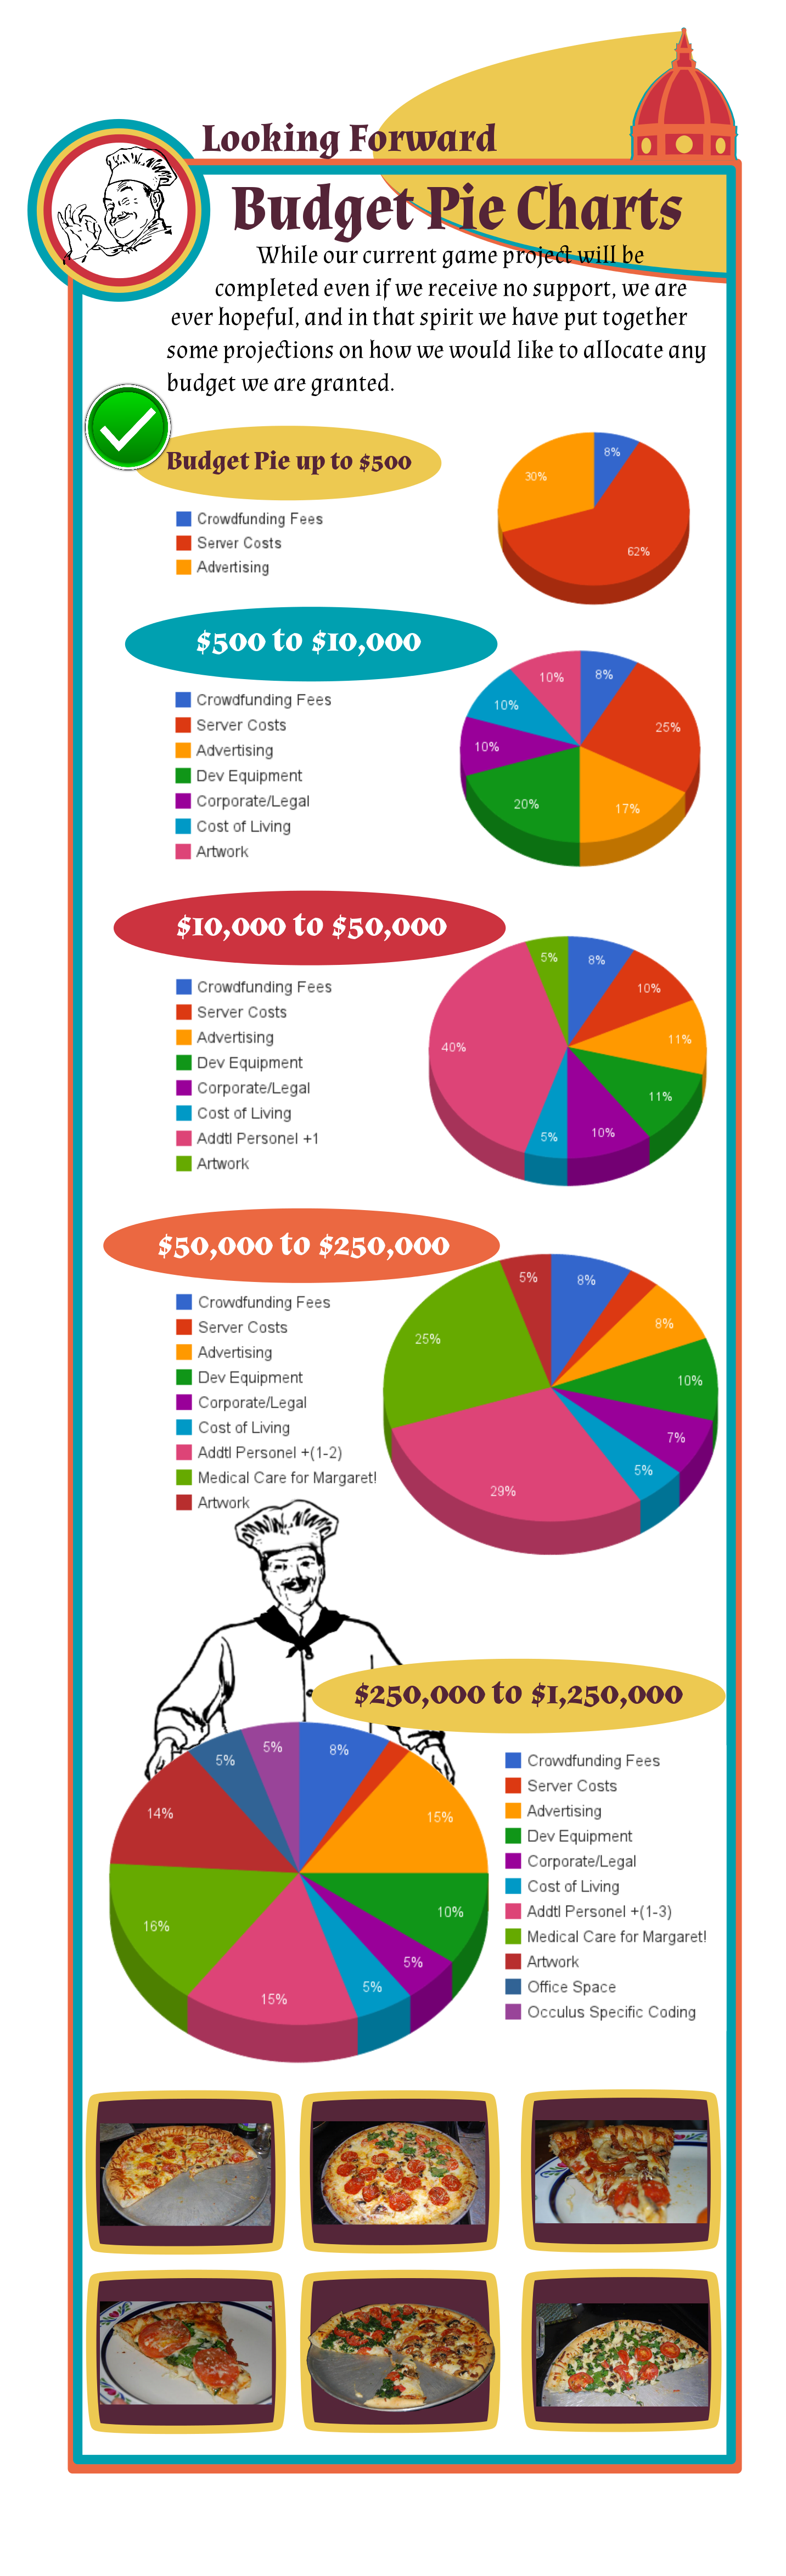 Looking Forward
Budget Pie Charts
While our current game project will be
completed even if we receive no support, we are
ever hopeful, and in that spirit we have put together
some projections on how we would like to allocate any
budget we are granted.
Budget Pie up to $500
Crowdfunding Fees
Server Costs
Advertising
8%
30%
62%
$500 to $10,000
Crowdfunding Fees
Server Costs
Advertising
Dev Equipment
Corporate/Legal
Cost of Living
Artwork
8%
25%
17%
20%
10%
10%
10%
$10,000 to $50,000
Crowdfunding Fees
Server Costs
Advertising
Dev Equipment
Corporate/Legal
Cost of Living
Addtl Personel +1
Artwork
8%
10%
11%
11%
10%
5%
40%
5%
$50,000 to $250,000
Crowdfunding Fees
Server Costs
Advertising
Dev Equipment
Corporate/Legal
Cost of Living
Addtl Personel +(1-2)
Medical Care for Margaret!
Artwork
8%
8%
10%
7%
5%
29%
25%
5%
$250,000 to $1,250,000
8%
15%
10%
5%
5%
15%
16%
14%
5%
5%
Crowdfunding Fees
Server Costs
Advertising
Dev Equipment
Corporate/Legal
Cost of Living
Addtl Personel +(1-3)
Medical Care for Margaret!
Artwork
Office Space
Occulus Specific Coding